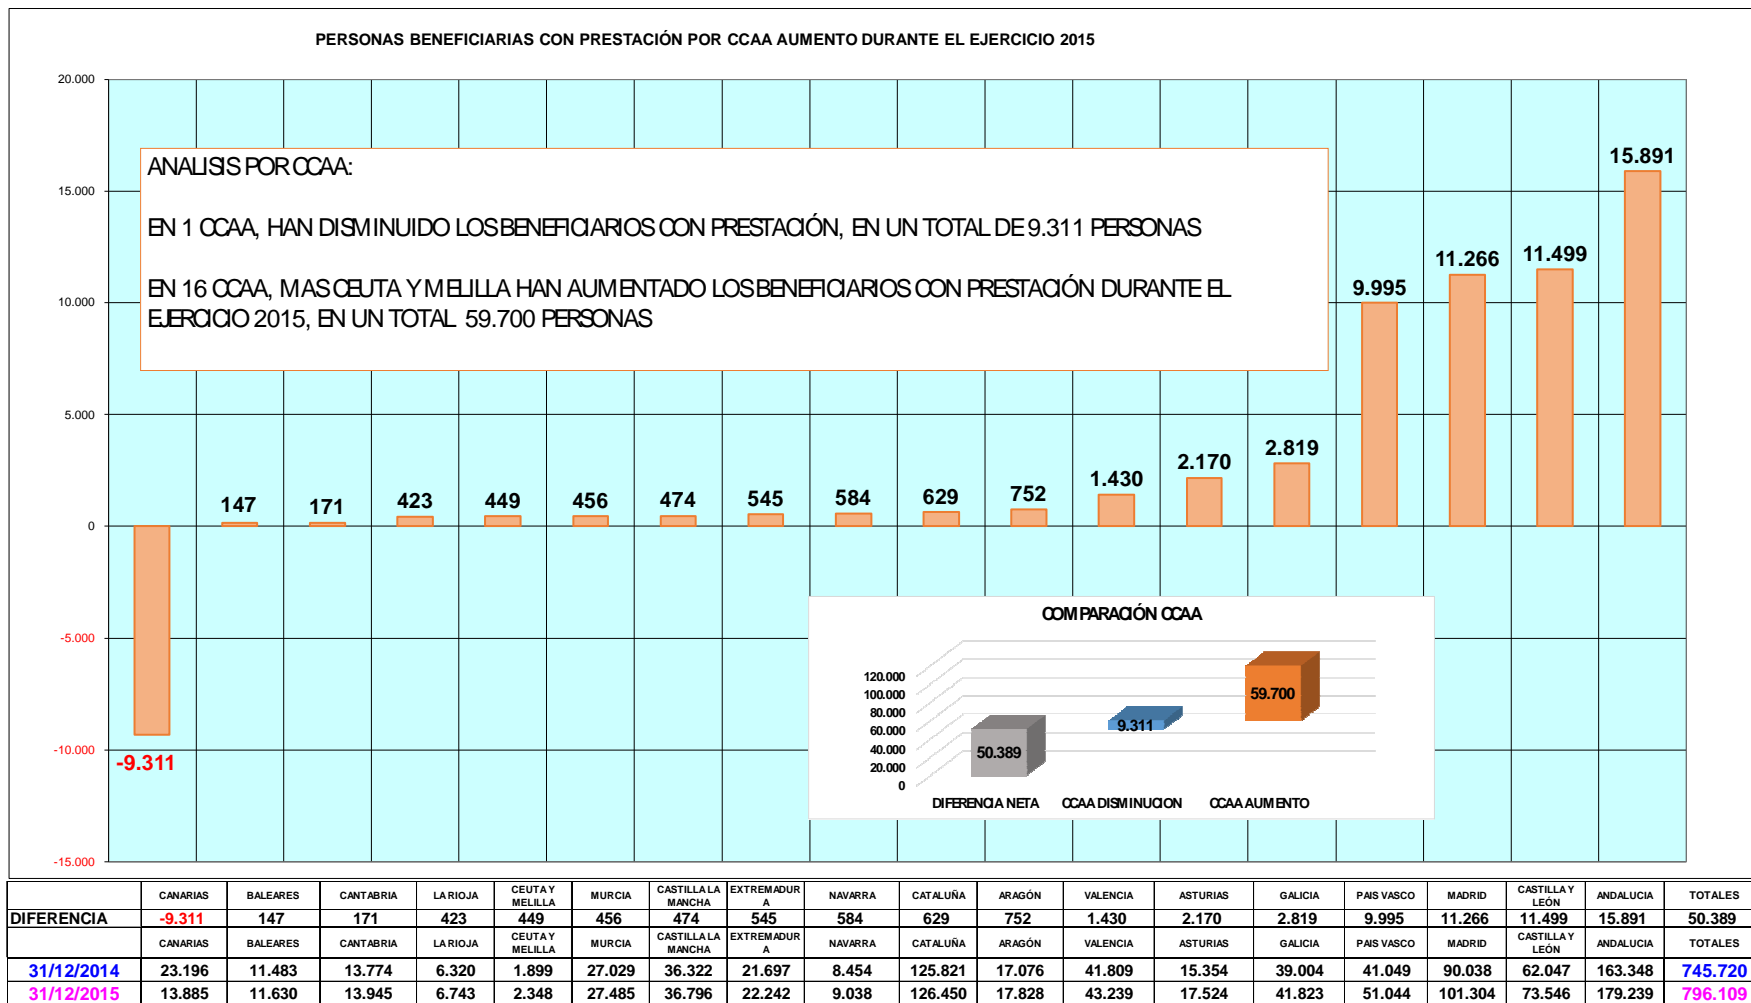 PERSONAS BENEFICIARIAS CON PRESTACIÓN POR CCAA AUMENTO DURANTE EL EJERCICIO 2015
20.000
15.000
10.000
5.000
0
-5.000
-10.000
-15.000
ANALISIS POR CCAA:
EN 1 CCAA, HAN DISMINUIDO LOS BENEFICIARIOS CON PRESTACIÓN, EN UN TOTAL DE 9.311 PERSONAS
EN 16 CCAA, MAS CEUTA Y MELILLA HAN AUMENTADO LOS BENEFICIARIOS CON PRESTACIÓN DURANTE EL
EJERCICIO 2015, EN UN TOTAL 59.700 PERSONAS
-9.311 147 171 423 449 456 474 545 584 629 752 1.430 2.170 2.819 9.995 11.266 11.499 15.891
COMPARACIÓN CCAA
120.000
100.000
80.000
60.000
40.000
20.000
0
50.389 9.311 59.700
DIFERENCIA NETA CCAA DISMINUCION CCAA AUMENTO
CANARIAS BALEARES CANTABRIA LA RIOJA CEUTA Y MELILLA MURCIA CASTILLA LA MANCHA EXTREMADURA NAVARRA CATALUÑA ARAGÓN VALENCIA ASTURIAS GALICIA PAIS VASCO MADRID CASTILLA Y LEÓN ANDALUCIA TOTALES
DIFERENCIA -9.311 147 171 423 449 456 474 545 584 629 752 1.430 2.170 2.819 9.995 11.266 11.499 15.891 50.389
CANARIAS BALEARES CANTABRIA LA RIOJA CEUTA Y MELILLA MURCIA CASTILLA LA MANCHA EXTREMADURA NAVARRA CATALUÑA ARAGÓN VALENCIA ASTURIAS GALICIA PAIS VASCO MADRID CASTILLA Y LEÓN ANDALUCIA TOTALES
31/12/2014 23.196 11.483 13.774 6.320 1.899 27.029 36.322 21.697 8.454 125.821 17.076 41.809 15.354 39.004 41.049 90.038 62.047 163.348 745.720
31/12/2015 13.885 11.630 13.945 6.743 2.348 27.485 36.796 22.242 9.038 126.450 17.828 43.239 17.524 41.823 51.044 101.304 73.546 179.239 796.109